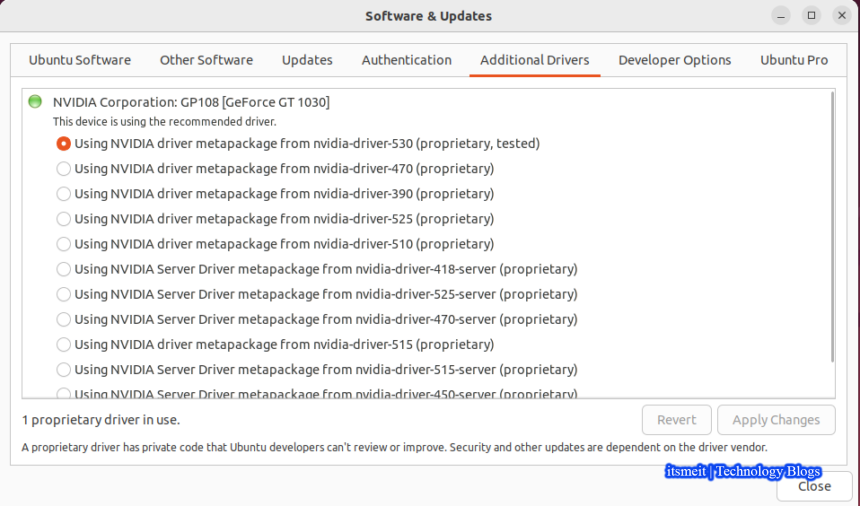 Software & Updates
Ubuntu Software Other Software Updates Authentication Additional Drivers Developer Options Ubuntu Pro
NVIDIA Corporation: GP108 [GeForce GT 1030]
This device is using the recommended driver.
Using NVIDIA driver metapackage from nvidia-driver-530 (proprietary, tested)
Using NVIDIA driver metapackage from nvidia-driver-470 (proprietary)
Using NVIDIA driver metapackage from nvidia-driver-390 (proprietary)
Using NVIDIA driver metapackage from nvidia-driver-525 (proprietary)
Using NVIDIA driver metapackage from nvidia-driver-510 (proprietary)
Using NVIDIA Server Driver metapackage from nvidia-driver-418-server (proprietary)
Using NVIDIA Server Driver metapackage from nvidia-driver-525-server (proprietary)
Using NVIDIA Server Driver metapackage from nvidia-driver-470-server (proprietary)
Using NVIDIA driver metapackage from nvidia-driver-515 (proprietary)
Using NVIDIA Server Driver metapackage from nvidia-driver-515-server (proprietary)
Using NVIDIA Server Driver metapackage from nvidia-driver-450-server (proprietary)
1 proprietary driver in use.
Revert Apply Changes
A proprietary driver has private code that Ubuntu developers can't review or improve. Security and other updates are dependent on the driver vendor.
itsmeit | Technology Blogs
Close